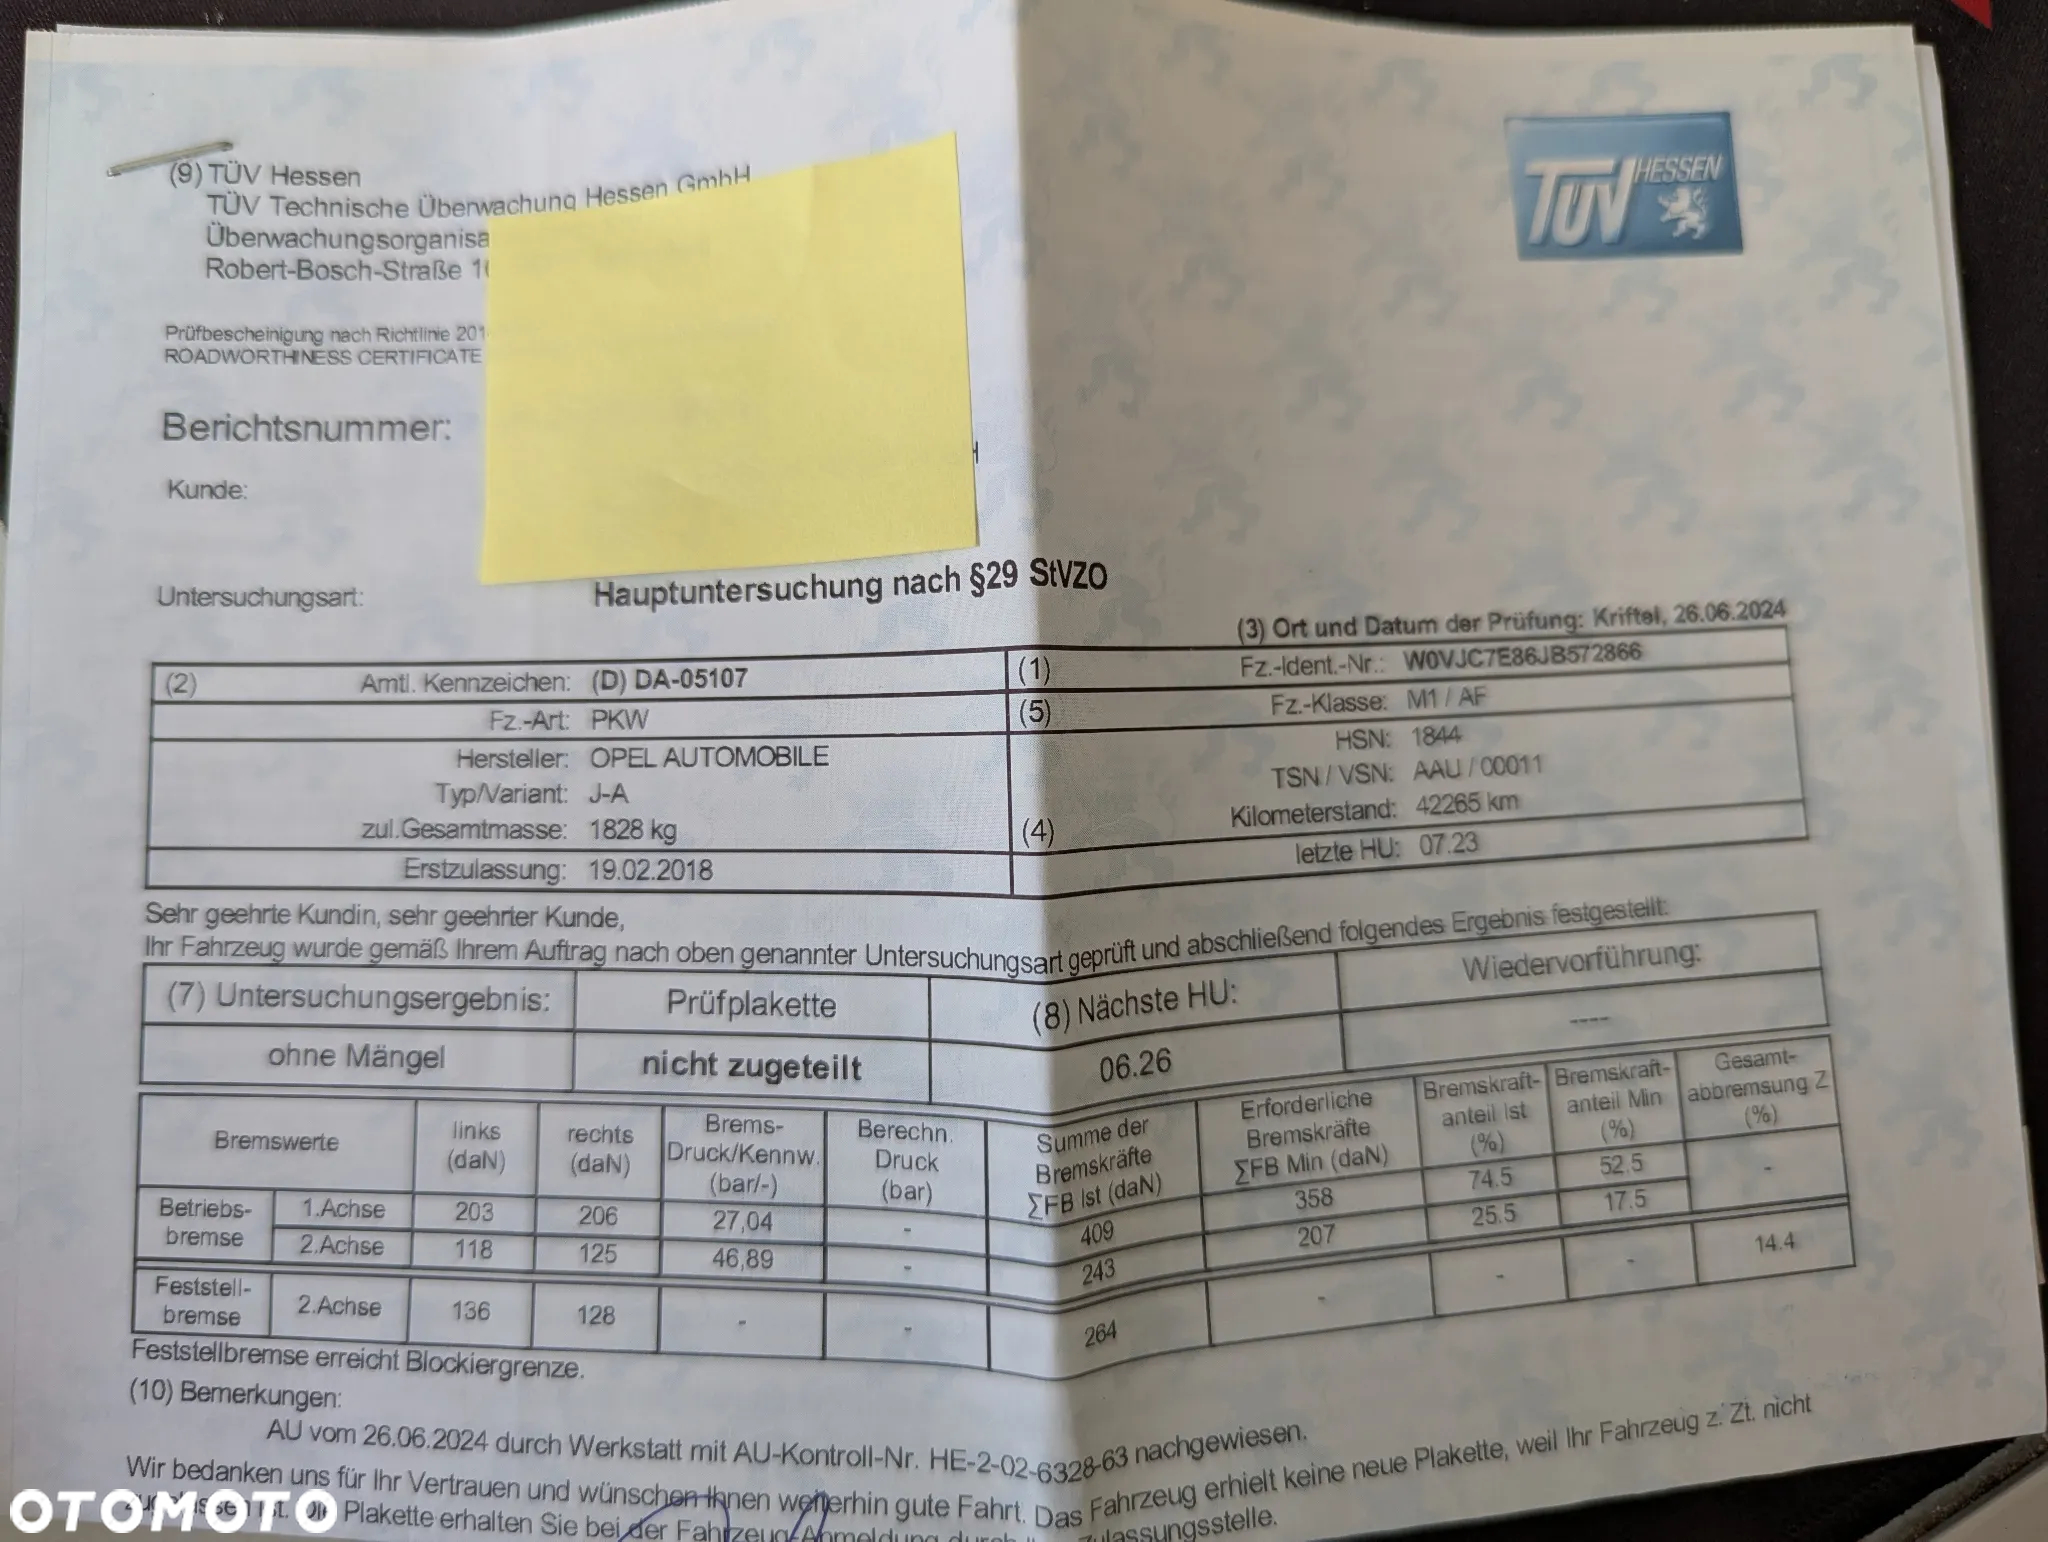 TÜV HESSEN
(9) TÜV Hessen
TÜV Technische Überwachung Hessen GmbH
Überwachungsorganisa
Robert-Bosch-Straße 1
Prüfbescheinigung nach Richtlinie 201
ROADWORTHINESS CERTIFICATE
Berichtsnummer:
Kunde:
Untersuchungsart: Hauptuntersuchung nach §29 StVZO
(3) Ort und Datum der Prüfung: Kriftel, 26.06.2024
(2) Amtl. Kennzeichen: (D) DA-05107 (1) Fz.-Ident.-Nr.: W0VJC7E86JB572866
Fz.-Art: PKW (5) Fz.-Klasse: M1 / AF
Hersteller: OPEL AUTOMOBILE HSN: 1844
Typ/Variant: J-A TSN / VSN: AAU / 00011
zul.Gesamtmasse: 1828 kg (4) Kilometerstand: 42265 km
Erstzulassung: 19.02.2018 letzte HU: 07.23
Sehr geehrte Kundin, sehr geehrter Kunde,
Ihr Fahrzeug wurde gemäß Ihrem Auftrag nach oben genannter Untersuchungsart geprüft und abschließend folgendes Ergebnis festgestellt:
(7) Untersuchungsergebnis: Prüfplakette (8) Nächste HU: Wiedervorführung:
ohne Mängel nicht zugeteilt 06.26 ----
Bremswerte links (daN) rechts (daN) Brems-Druck/Kennw. (bar/-) Berechn. Druck (bar) Summe der Bremskräfte ∑FB Ist (daN) Erforderliche Bremskräfte ∑FB Min (daN) Bremskraft-anteil Ist (%) Bremskraft-anteil Min (%) Gesamt-abbremsung Z (%)
Betriebs-bremse 1.Achse 203 206 27,04 - 409 358 74.5 52.5 -
2.Achse 118 125 46,89 - 243 207 25.5 17.5
Feststell-bremse 2.Achse 136 128 - - 264 - - - 14.4
Feststellbremse erreicht Blockiergrenze.
(10) Bemerkungen:
AU vom 26.06.2024 durch Werkstatt mit AU-Kontroll-Nr. HE-2-02-6328-63 nachgewiesen.
Wir bedanken uns für Ihr Vertrauen und wünschen Ihnen weiterhin gute Fahrt. Das Fahrzeug erhielt keine neue Plakette, weil Ihr Fahrzeug z. Zt. nicht
zugelassen ist. Die Plakette erhalten Sie bei der Fahrzeug-Anmeldung durch Zulassungsstelle.
OTOMOTO